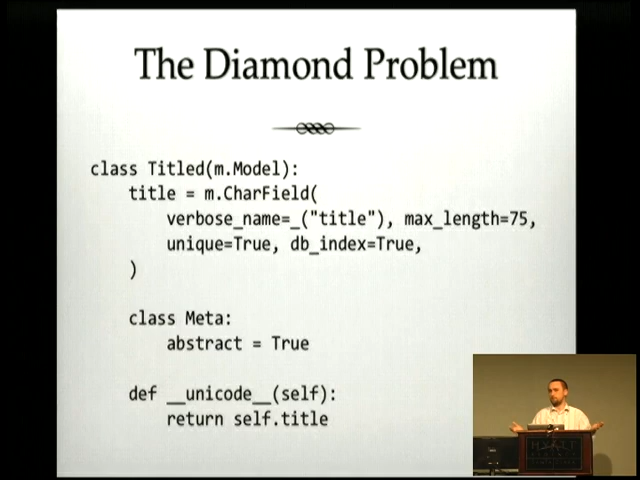 The Diamond Problem
class Titled(m.Model):
    title = m.CharField(
        verbose_name=_("title"), max_length=75,
        unique=True, db_index=True,
    )
    class Meta:
        abstract = True
    def __unicode__(self):
        return self.title
HYATT